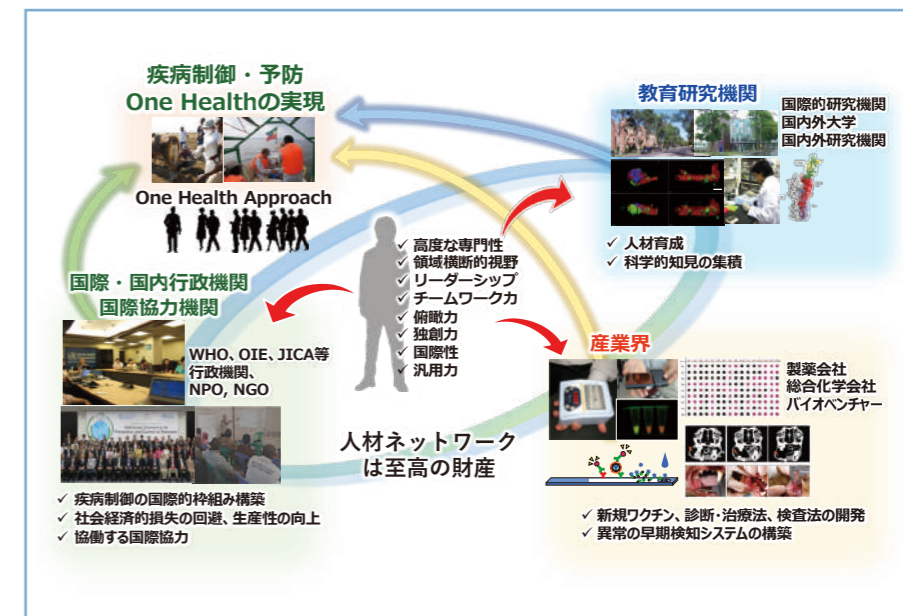 疾病制御・予防
One Healthの実現
One Health Approach
教育研究機関
国際的研究機関
国内外大学
国内外研究機関
✓ 人材育成
✓ 科学的知見の集積
✓ 高度な専門性
✓ 領域横断的視野
✓ リーダーシップ
✓ チームワーク力
✓ 俯瞰力
✓ 独創力
✓ 国際性
✓ 汎用力
国際・国内行政機関
国際協力機関
WHO、OIE、JICA等
行政機関、
NPO, NGO
✓ 疾病制御の国際的枠組み構築
✓ 社会経済的損失の回避、生産性の向上
✓ 協働する国際協力
人材ネットワーク
は至高の財産
産業界
製薬会社
総合化学会社
バイオベンチャー
✓ 新規ワクチン、診断・治療法、検査法の開発
✓ 異常の早期検知システムの構築